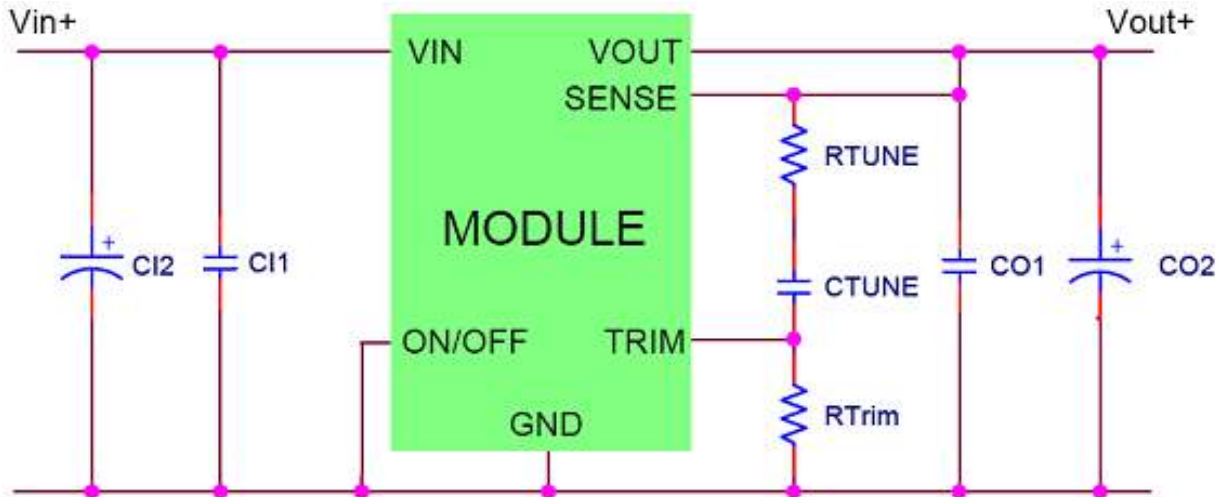 Vin+
Vout+
VIN
VOUT
SENSE
RTUNE
MODULE
+
CI2
CI1
CTUNE
CO1
+
CO2
ON/OFF
TRIM
RTrim
GND